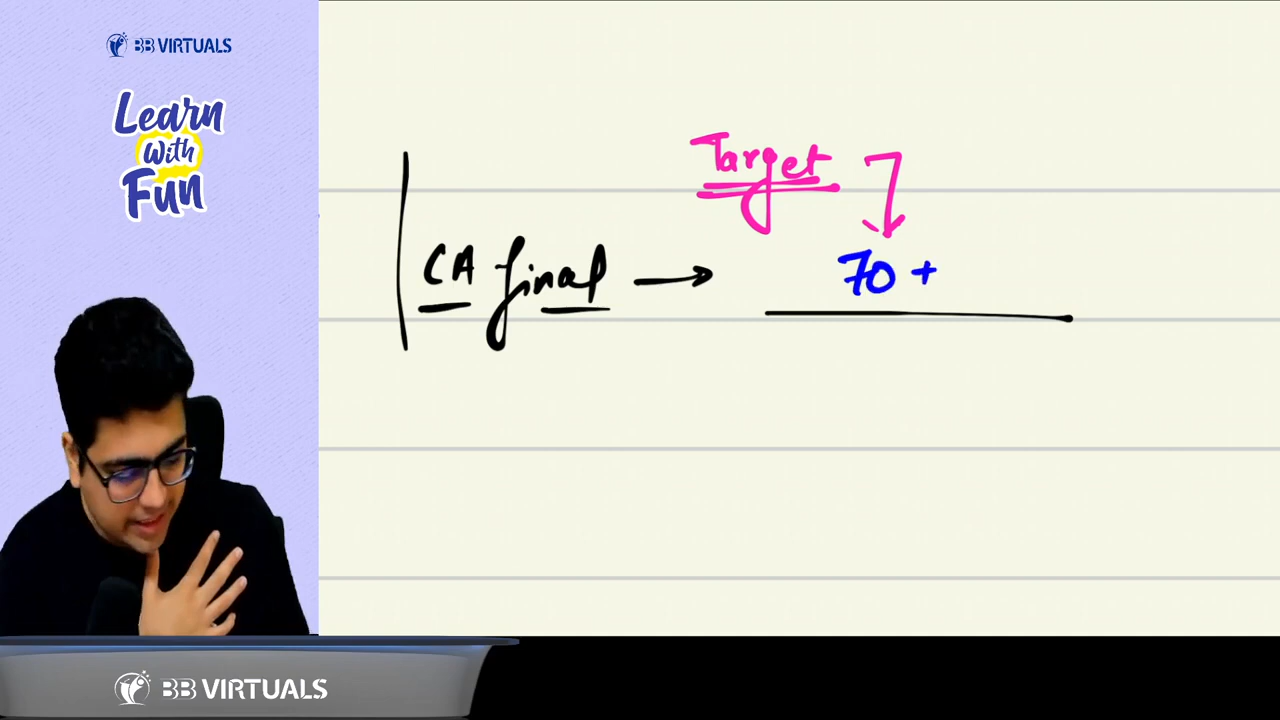 BB VIRTUALS
Learn
With
Fun
Target
CA final → 70 +
BB VIRTUALS